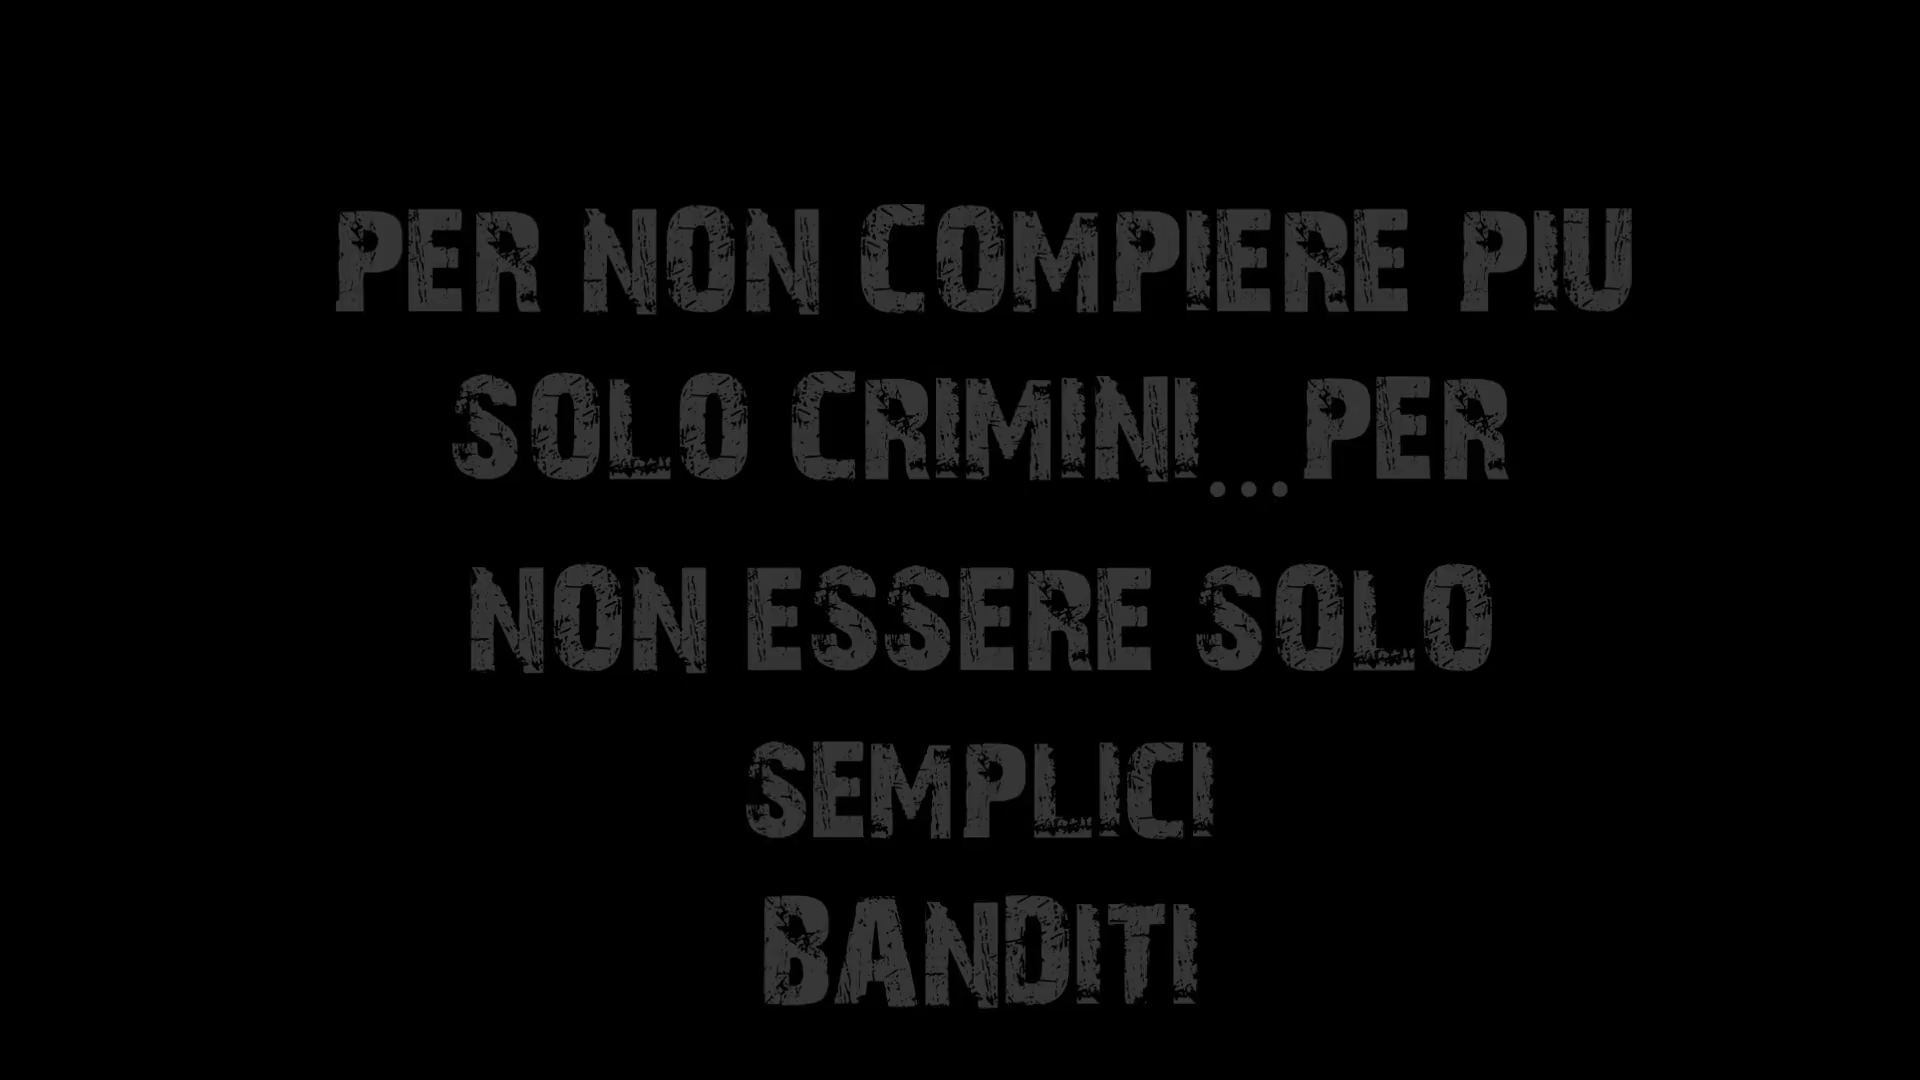 PER NON COMPIERE PIU
SOLO CRIMINI...PER
NON ESSERE SOLO
SEMPLICI
BANDITI